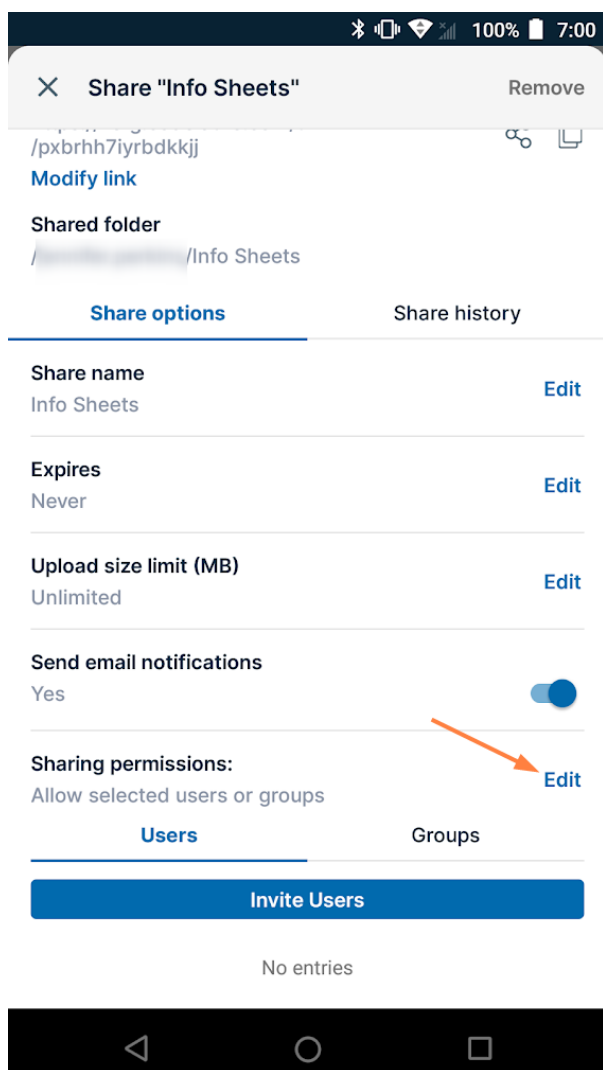 100% 7:00
Share "Info Sheets" Remove
/pxbrhh7iyrbdkkjj
Modify link
Shared folder
/ /Info Sheets
Share options Share history
Share name
Edit
Info Sheets
Expires
Edit
Never
Upload size limit (MB)
Edit
Unlimited
Send email notifications
Yes
Sharing permissions:
Edit
Allow selected users or groups
Users Groups
Invite Users
No entries